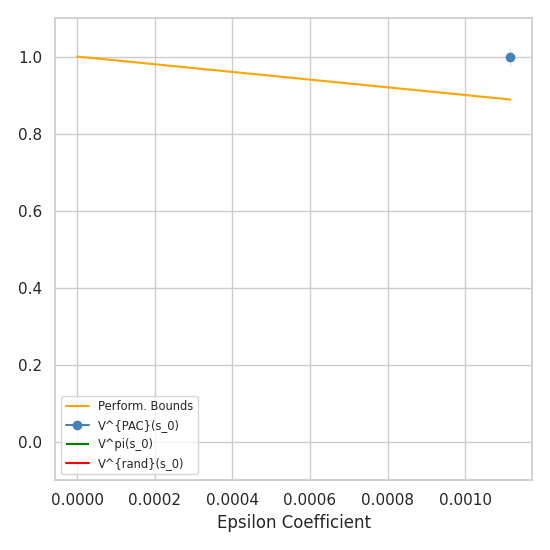 1.0
0.8
0.6
0.4
0.2
0.0
Perform. Bounds
V^{PAC}(s_0)
V^pi(s_0)
V^{rand}(s_0)
0.0000 0.0002 0.0004 0.0006 0.0008 0.0010
Epsilon Coefficient